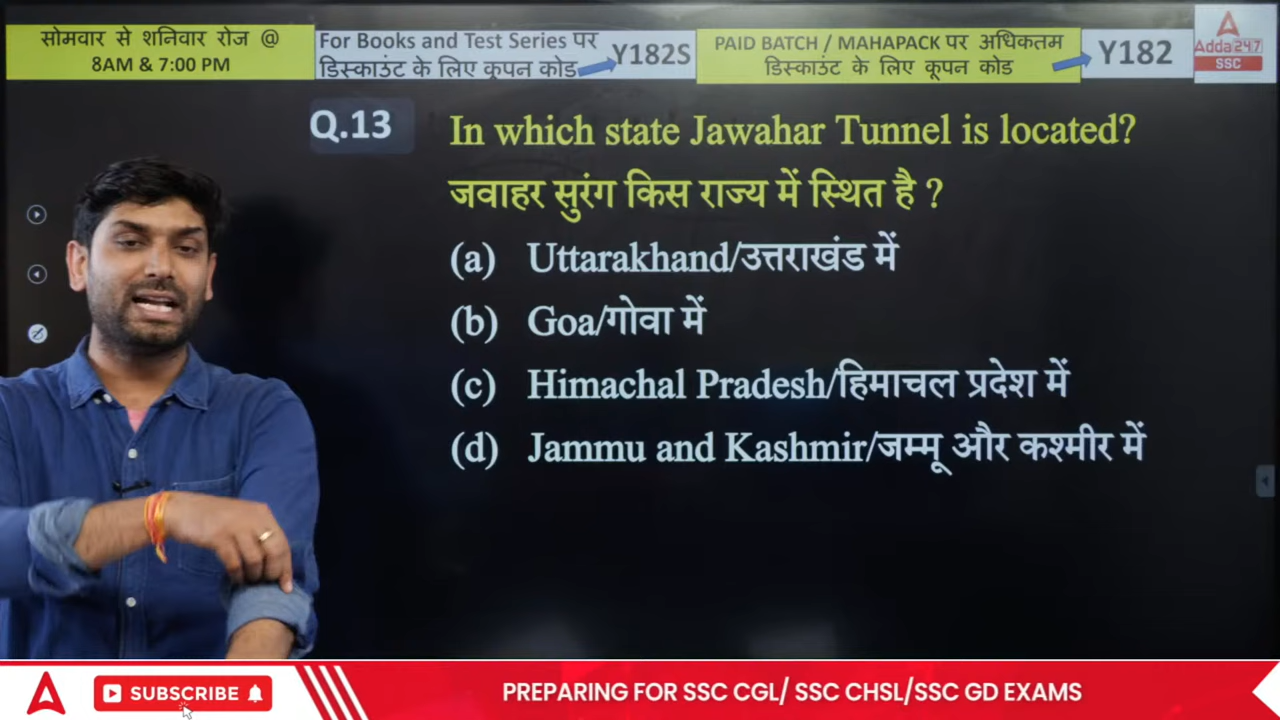 सोमवार से शनिवार रोज @
8AM & 7:00 PM
For Books and Test Series पर
डिस्काउंट के लिए कूपन कोड
Y182S
PAID BATCH / MAHAPACK पर अधिकतम
डिस्काउंट के लिए कूपन कोड
Y182
Adda247
SSC
Q.13
In which state Jawahar Tunnel is located?
जवाहर सुरंग किस राज्य में स्थित है ?
(a) Uttarakhand/उत्तराखंड में
(b) Goa/गोवा में
(c) Himachal Pradesh/हिमाचल प्रदेश में
(d) Jammu and Kashmir/जम्मू और कश्मीर में
SUBSCRIBE
PREPARING FOR SSC CGL/ SSC CHSL/SSC GD EXAMS